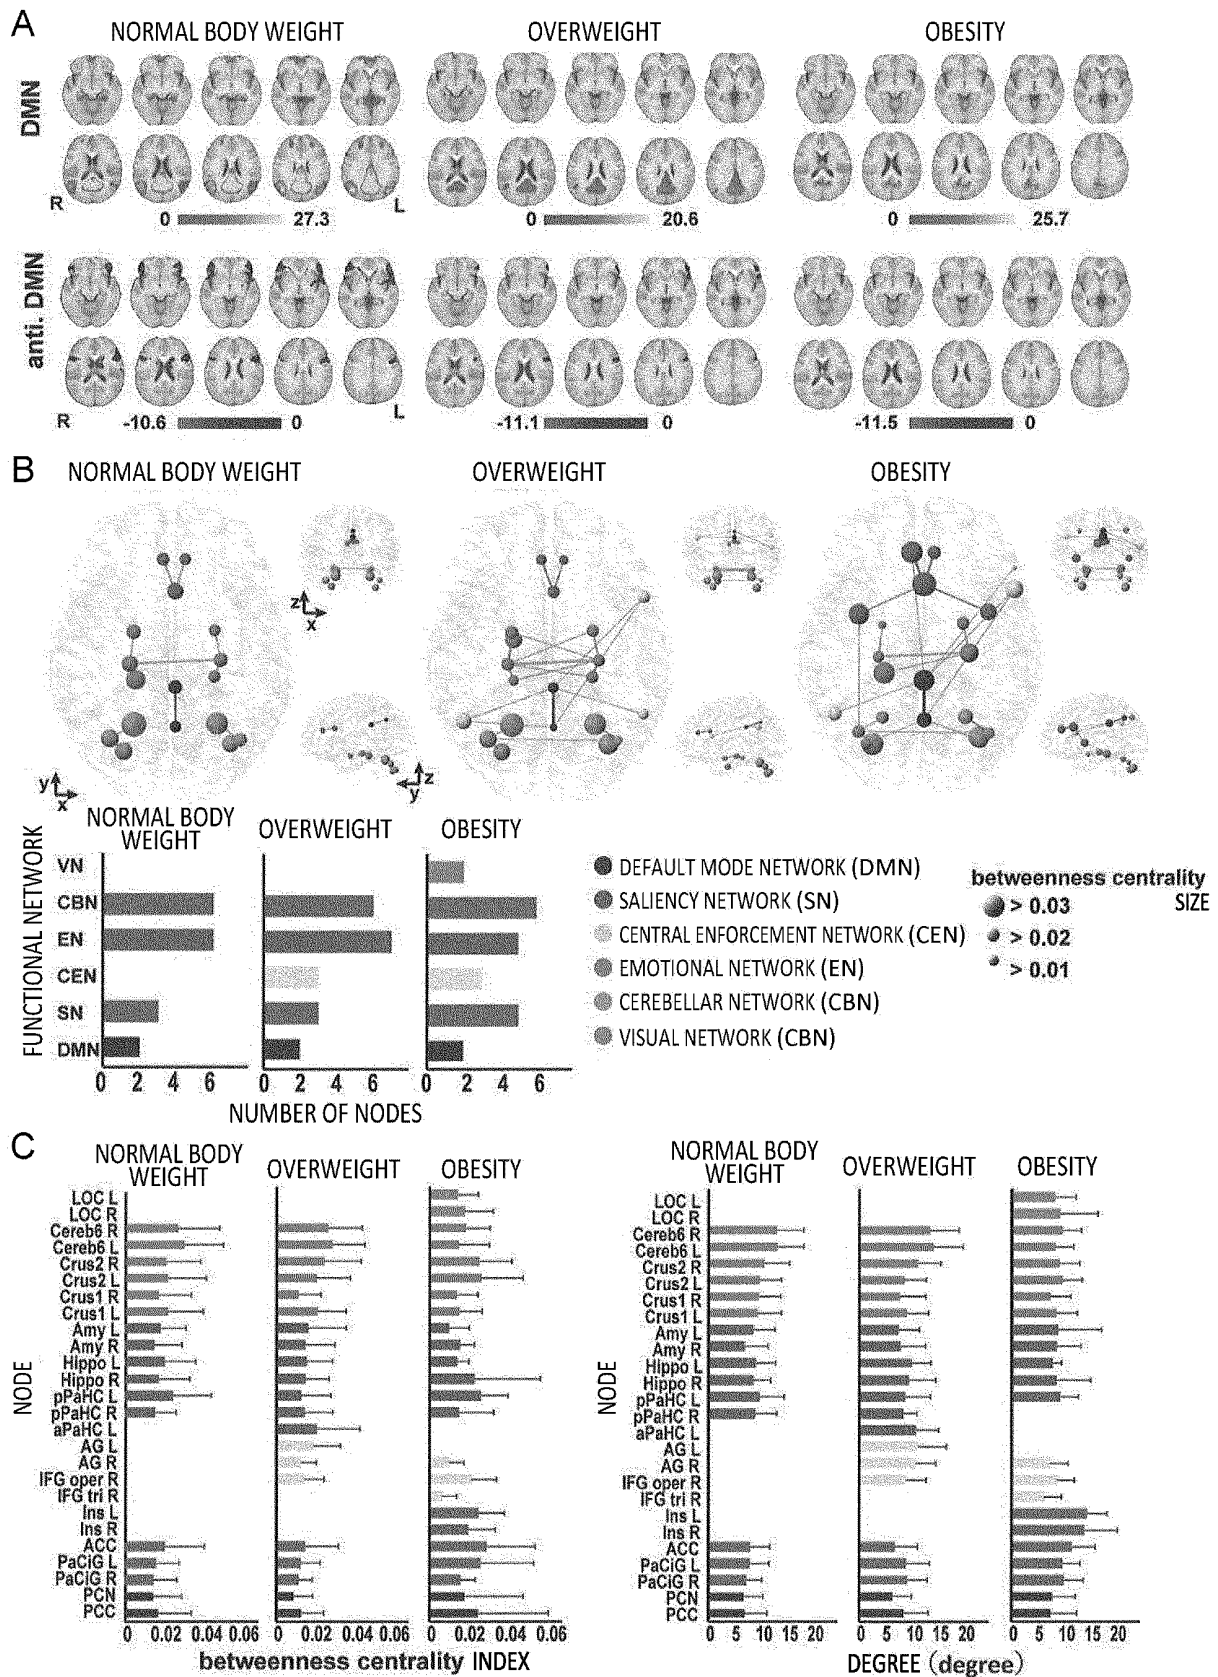 A
NORMAL BODY WEIGHT OVERWEIGHT OBESITY
DMN
R L
0 27.3 0 20.6 0 25.7
anti. DMN
R L
-10.6 0 -11.1 0 -11.5 0
B
NORMAL BODY WEIGHT OVERWEIGHT OBESITY
z
x
y
x
z
y
NORMAL BODY
WEIGHT
OVERWEIGHT
OBESITY
FUNCTIONAL NETWORK
VN
CBN
EN
CEN
SN
DMN
0 2 4 6 0 2 4 6 0 2 4 6
NUMBER OF NODES
DEFAULT MODE NETWORK (DMN)
SALIENCY NETWORK (SN)
CENTRAL ENFORCEMENT NETWORK (CEN)
EMOTIONAL NETWORK (EN)
CEREBELLAR NETWORK (CBN)
VISUAL NETWORK (CBN)
betweenness centrality
SIZE
> 0.03
> 0.02
> 0.01
C
NORMAL BODY
WEIGHT
OVERWEIGHT
OBESITY
NODE
LOC L
LOC R
Cereb6 R
Cereb6 L
Crus2 R
Crus2 L
Crus1 R
Crus1 L
Amy L
Amy R
Hippo L
Hippo R
pPaHC L
pPaHC R
aPaHC L
AG L
AG R
IFG oper R
IFG tri R
Ins L
Ins R
ACC
PaCiG L
PaCiG R
PCN
PCC
0 0.02 0.04 0.06 0 0.02 0.04 0.06 0 0.02 0.04 0.06
betweenness centrality INDEX
NORMAL BODY
WEIGHT
OVERWEIGHT
OBESITY
NODE
LOC L
LOC R
Cereb6 R
Cereb6 L
Crus2 R
Crus2 L
Crus1 R
Crus1 L
Amy L
Amy R
Hippo L
Hippo R
pPaHC L
pPaHC R
aPaHC L
AG L
AG R
IFG oper R
IFG tri R
Ins L
Ins R
ACC
PaCiG L
PaCiG R
PCN
PCC
0 5 10 15 20 0 5 10 15 20 0 5 10 15 20
DEGREE (degree)